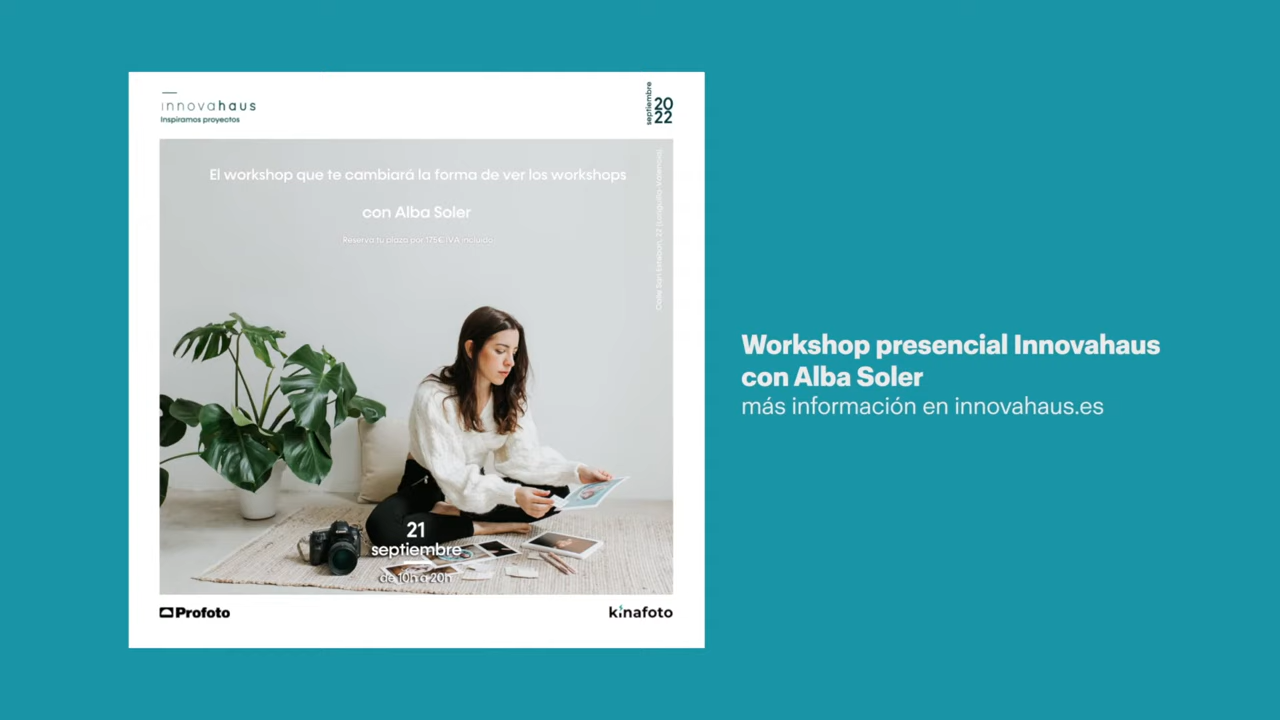 innovahaus
Inspiramos proyectos
septiembre
20
22
El workshop que te cambiará la forma de ver los workshops
con Alba Soler
Reserva tu plaza por 175€ IVA incluido
21
septiembre
de 10h a 20h
Profoto
kinafoto
Workshop presencial Innovahaus
con Alba Soler
más información en innovahaus.es